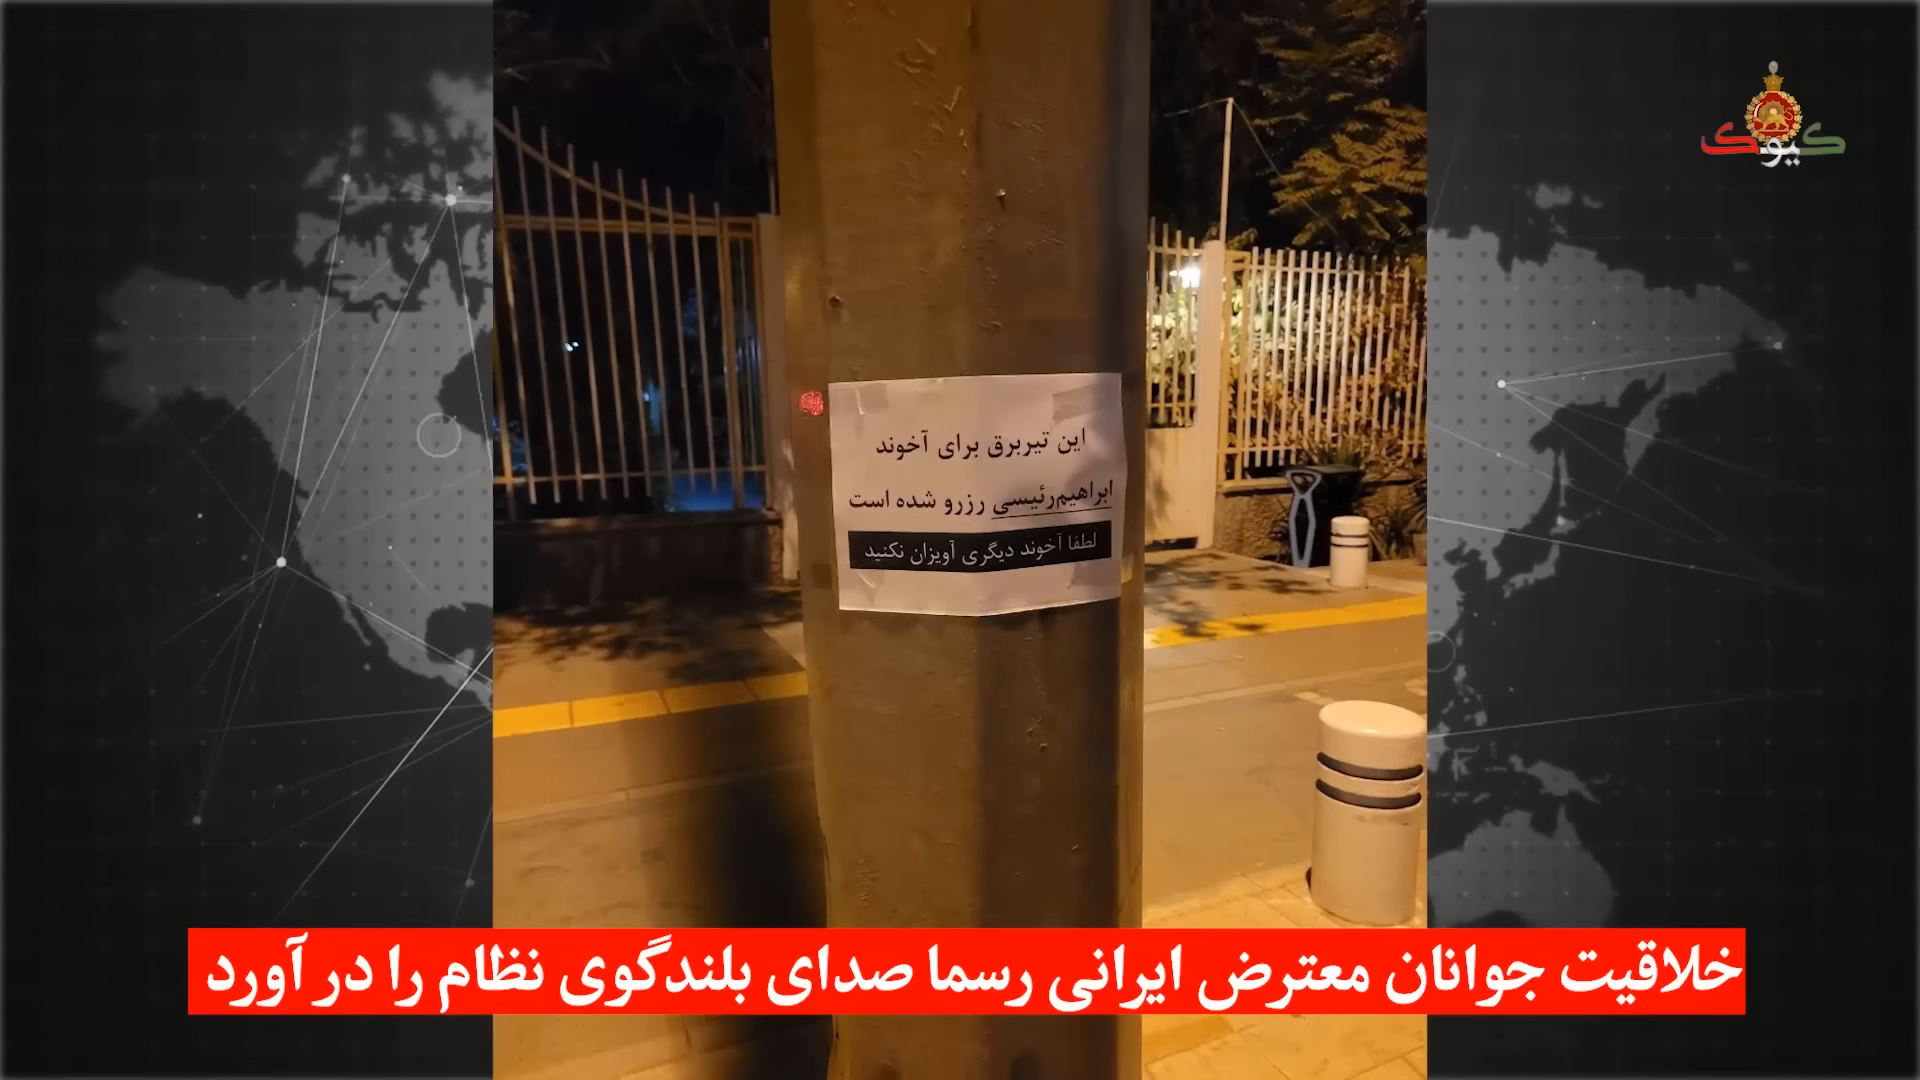 کیوک
این تیربرق برای آخوند
ابراهیم‌رئیسی رزرو شده است
لطفا آخوند دیگری آویزان نکنید
خلاقیت جوانان معترض ایرانی رسما صدای بلندگوی نظام را در آورد